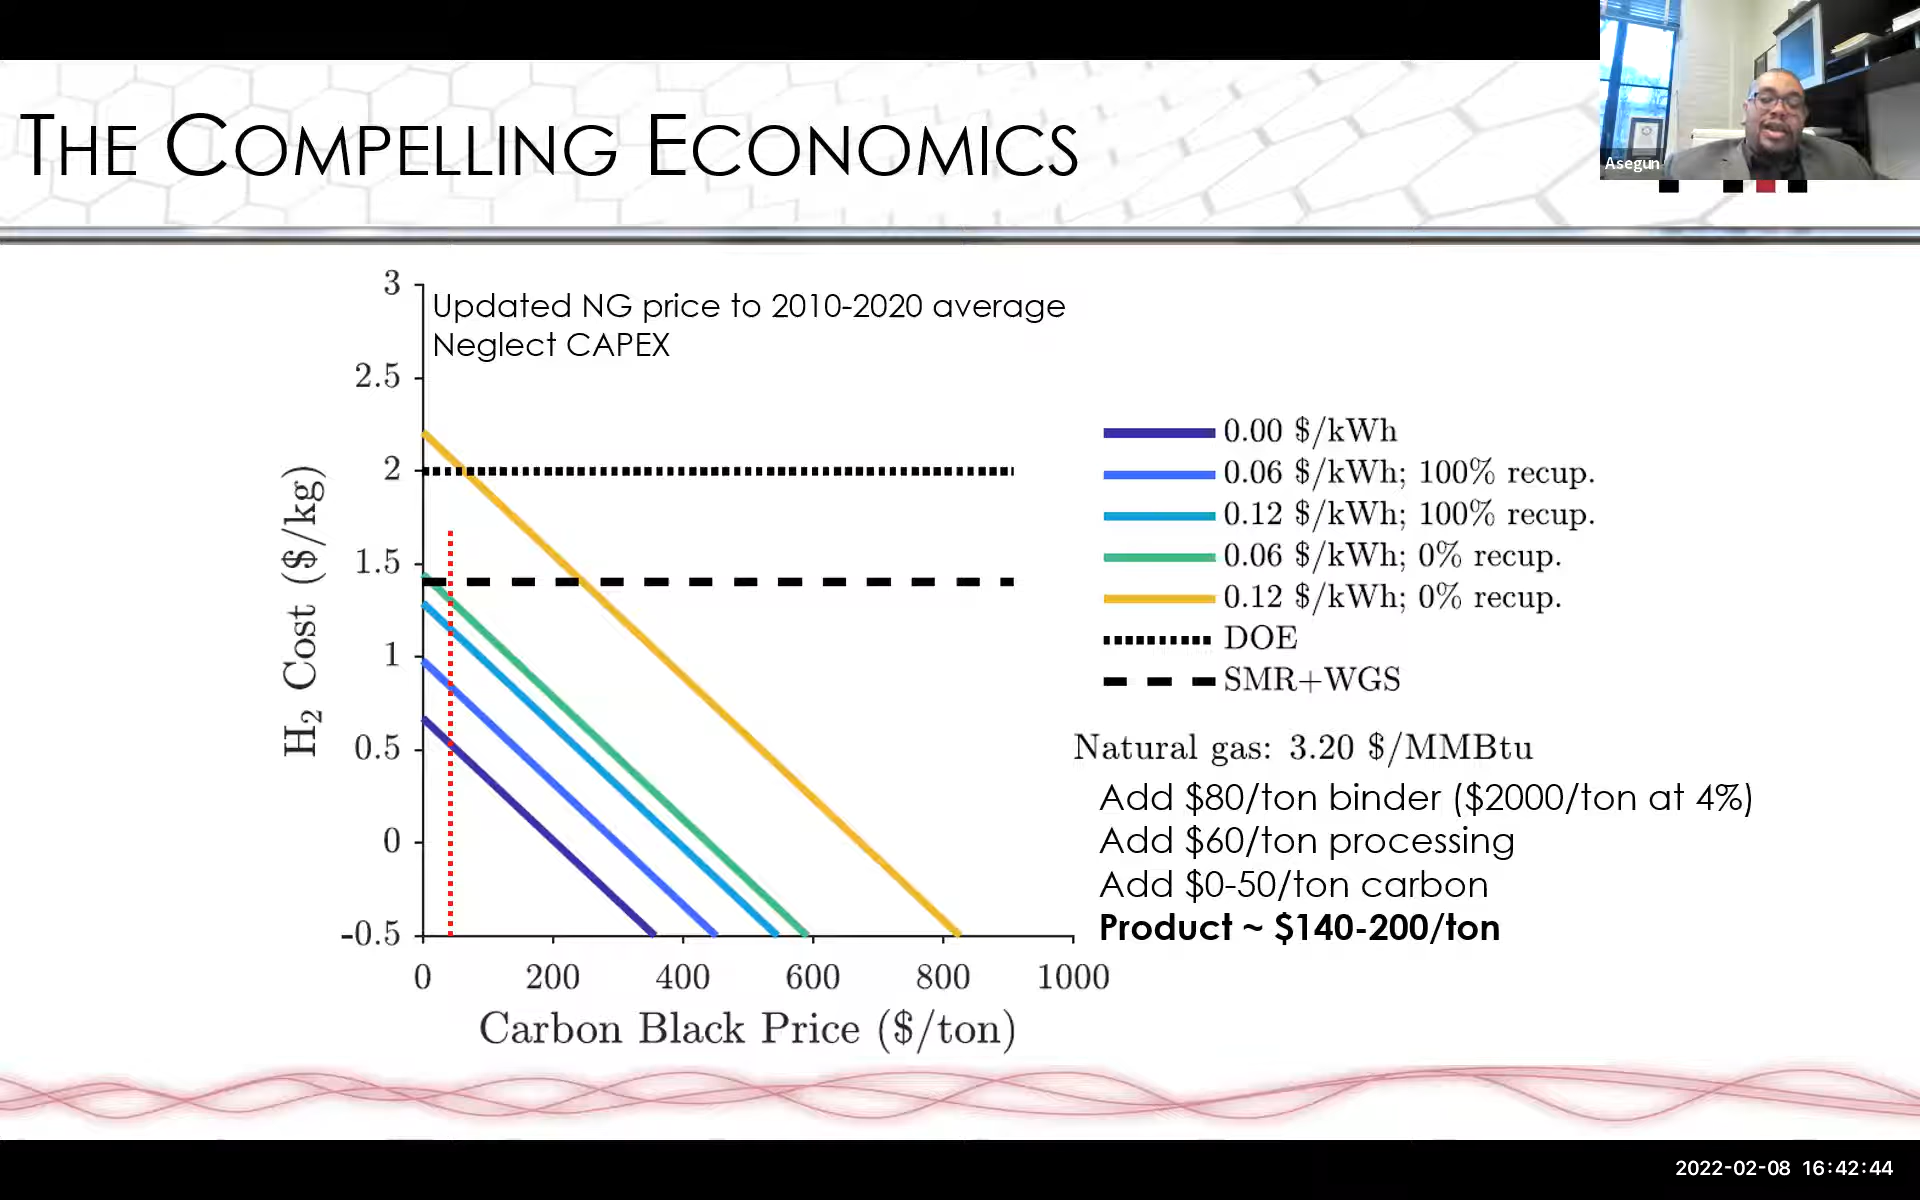 THE COMPELLING ECONOMICS
Asegun
Updated NG price to 2010-2020 average
Neglect CAPEX
3
2.5
2
1.5
1
0.5
0
-0.5
H2 Cost ($/kg)
0 200 400 600 800 1000
Carbon Black Price ($/ton)
0.00 $/kWh
0.06 $/kWh; 100% recup.
0.12 $/kWh; 100% recup.
0.06 $/kWh; 0% recup.
0.12 $/kWh; 0% recup.
DOE
SMR+WGS
Natural gas: 3.20 $/MMBtu
Add $80/ton binder ($2000/ton at 4%)
Add $60/ton processing
Add $0-50/ton carbon
Product ~ $140-200/ton
2022-02-08 16:42:44